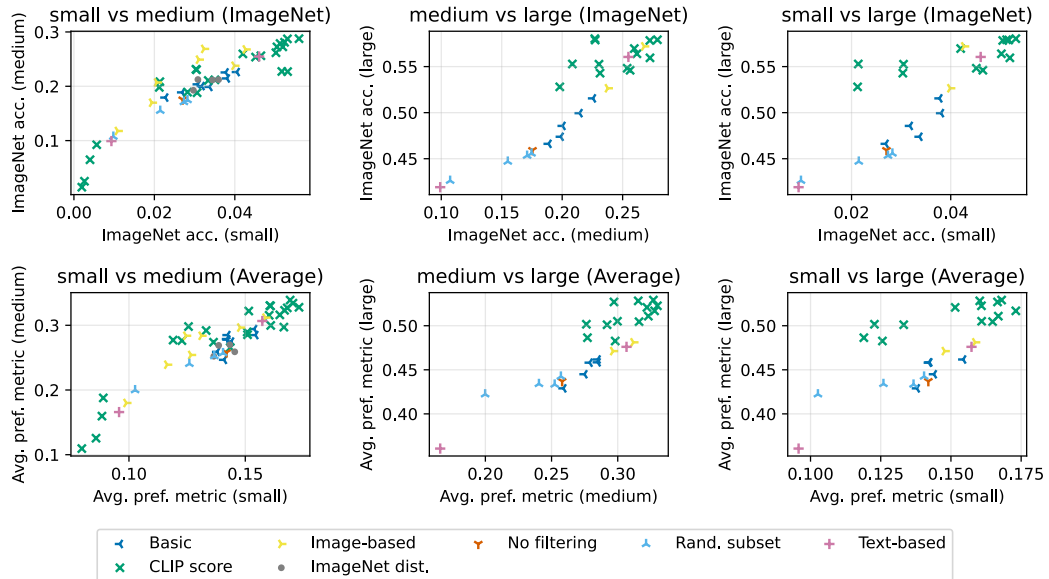 small vs medium (ImageNet)
ImageNet acc. (medium)
0.3
0.2
0.1
0.00 0.02 0.04
ImageNet acc. (small)
medium vs large (ImageNet)
ImageNet acc. (large)
0.55
0.50
0.45
0.10 0.15 0.20 0.25
ImageNet acc. (medium)
small vs large (ImageNet)
ImageNet acc. (large)
0.55
0.50
0.45
0.02 0.04
ImageNet acc. (small)
small vs medium (Average)
Avg. pref. metric (medium)
0.3
0.2
0.1
0.10 0.15
Avg. pref. metric (small)
medium vs large (Average)
Avg. pref. metric (large)
0.50
0.45
0.40
0.20 0.30
Avg. pref. metric (medium)
small vs large (Average)
Avg. pref. metric (large)
0.50
0.45
0.40
0.100 0.125 0.150 0.175
Avg. pref. metric (small)
Basic Image-based No filtering Rand. subset Text-based
CLIP score ImageNet dist.